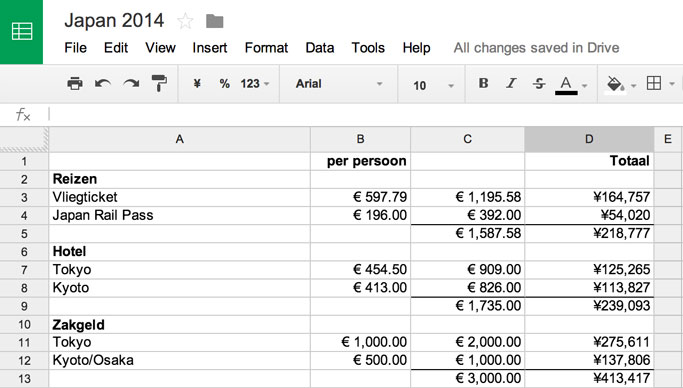 Japan 2014
File Edit View Insert Format Data Tools Help All changes saved in Drive
¥ % 123 Arial 10 B I S A
fx
A B C D E
1 per persoon Totaal
2 Reizen
3 Vliegticket € 597.79 € 1,195.58 ¥164,757
4 Japan Rail Pass € 196.00 € 392.00 ¥54,020
5 € 1,587.58 ¥218,777
6 Hotel
7 Tokyo € 454.50 € 909.00 ¥125,265
8 Kyoto € 413.00 € 826.00 ¥113,827
9 € 1,735.00 ¥239,093
10 Zakgeld
11 Tokyo € 1,000.00 € 2,000.00 ¥275,611
12 Kyoto/Osaka € 500.00 € 1,000.00 ¥137,806
13 € 3,000.00 ¥413,417